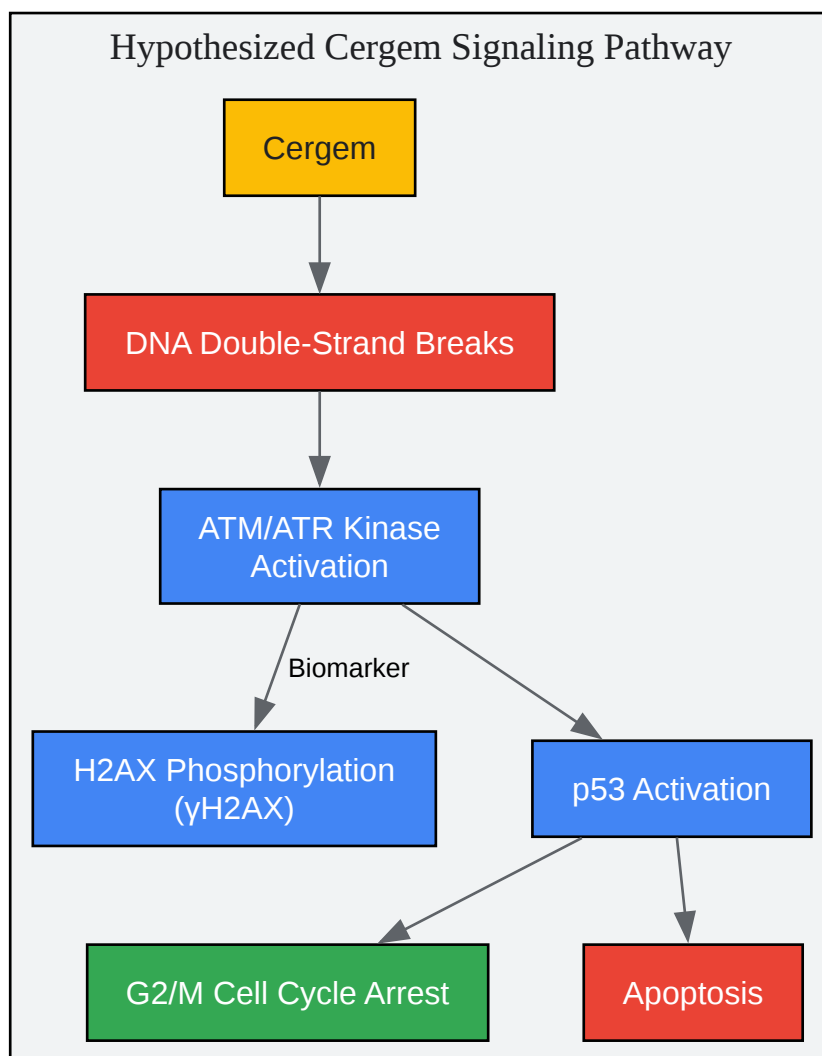 Hypothesized Cergem Signaling Pathway
Cergem
DNA Double-Strand Breaks
ATM/ATR Kinase
Activation
Biomarker
H2AX Phosphorylation
(γH2AX)
p53 Activation
G2/M Cell Cycle Arrest
Apoptosis